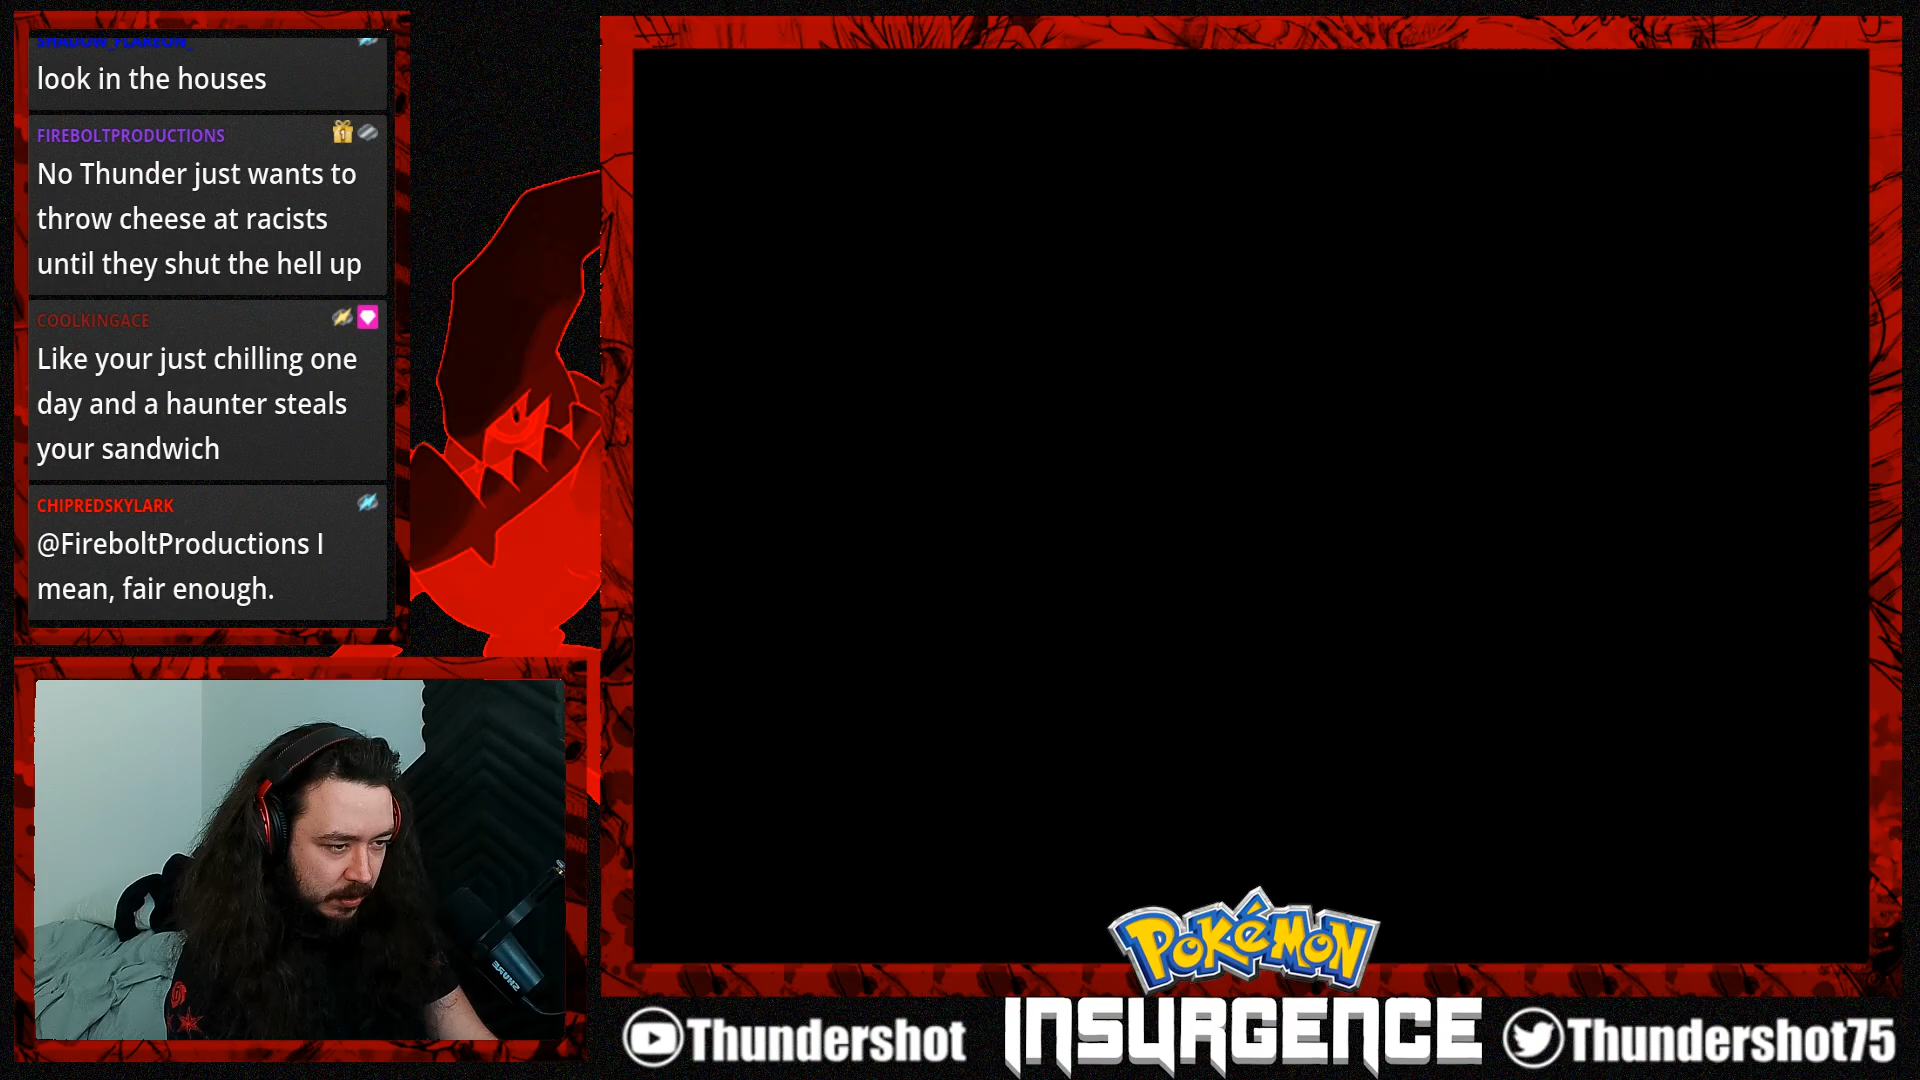 SHADOW_FLAREON_
look in the houses
FIREBOLTPRODUCTIONS
No Thunder just wants to
throw cheese at racists
until they shut the hell up
COOLKINGACE
Like your just chilling one
day and a haunter steals
your sandwich
CHIPREDSKYLARK
@FireboltProductions I
mean, fair enough.
SHURE
POKéMON
INSURGENCE
Thundershot
Thundershot75